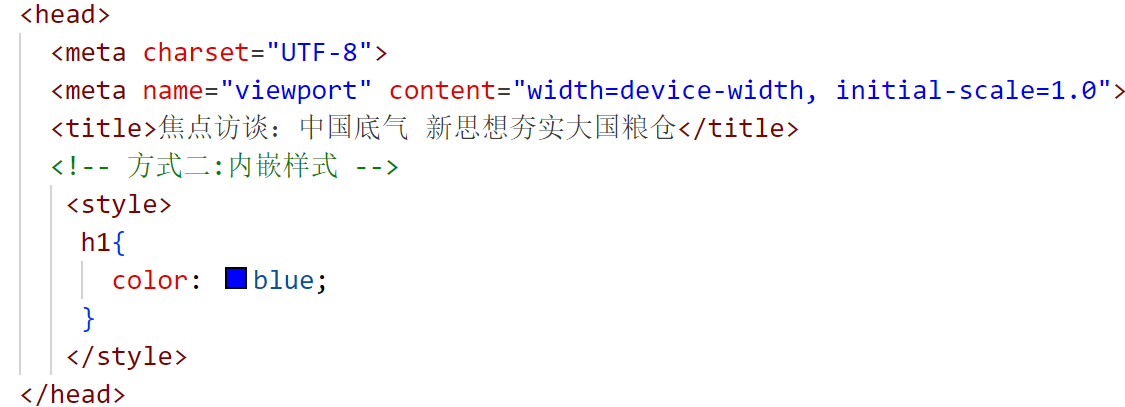 <head>
<meta charset="UTF-8">
<meta name="viewport" content="width=device-width, initial-scale=1.0">
<title>焦点访谈：中国底气 新思想夯实大国粮仓</title>
<!-- 方式二:内嵌样式 -->
<style>
h1{
color: blue;
}
</style>
</head>